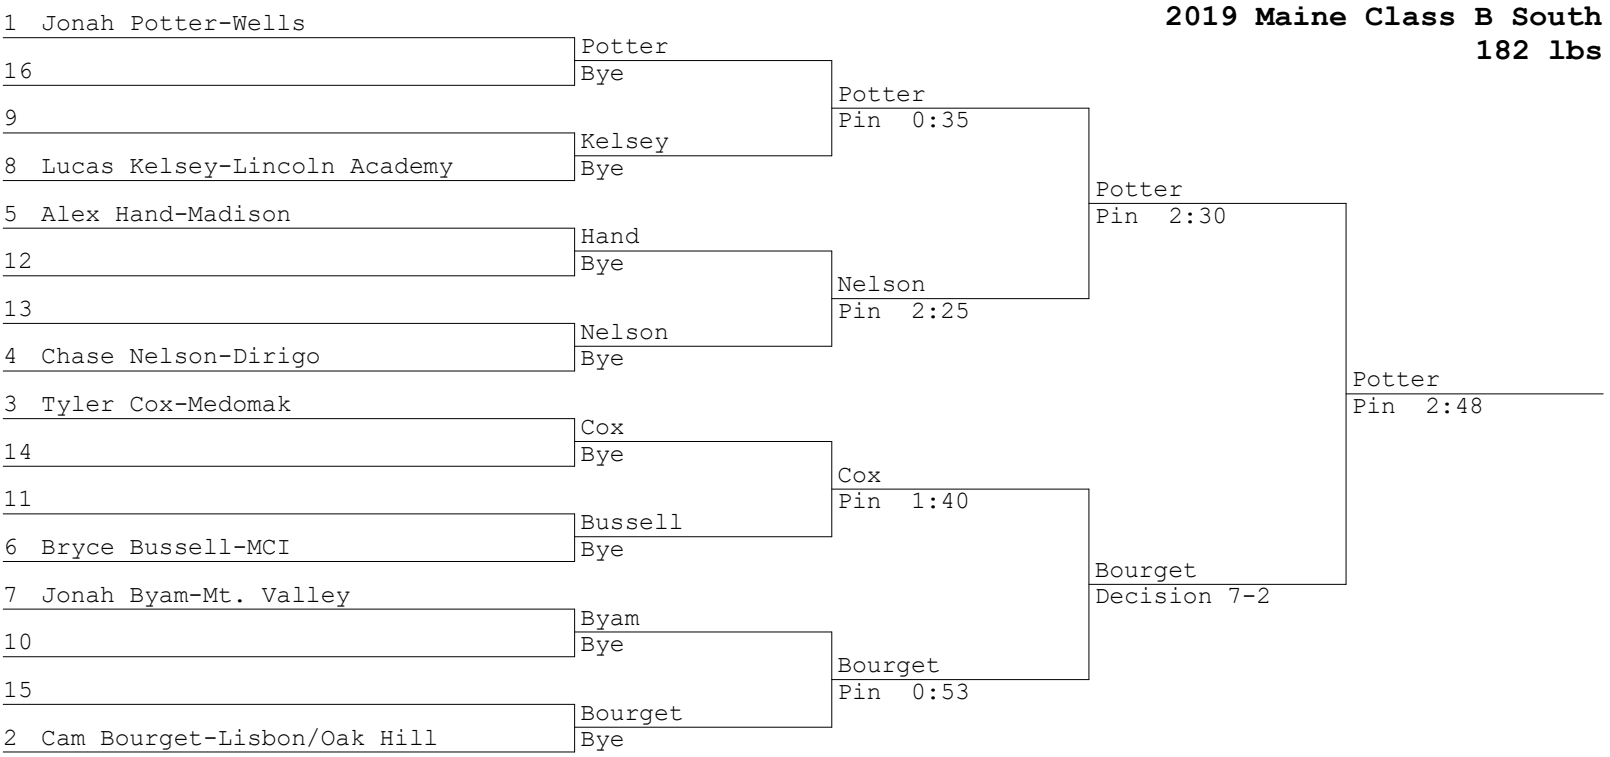 2019 Maine Class B South
182 lbs
1 Jonah Potter-Wells
16
9
8 Lucas Kelsey-Lincoln Academy
5 Alex Hand-Madison
12
13
4 Chase Nelson-Dirigo
3 Tyler Cox-Medomak
14
11
6 Bryce Bussell-MCI
7 Jonah Byam-Mt. Valley
10
15
2 Cam Bourget-Lisbon/Oak Hill
Potter
Bye
Kelsey
Bye
Hand
Bye
Nelson
Bye
Cox
Bye
Bussell
Bye
Byam
Bye
Bourget
Bye
Potter
Pin 0:35
Nelson
Pin 2:25
Cox
Pin 1:40
Bourget
Pin 0:53
Potter
Pin 2:30
Bourget
Decision 7-2
Potter
Pin 2:48